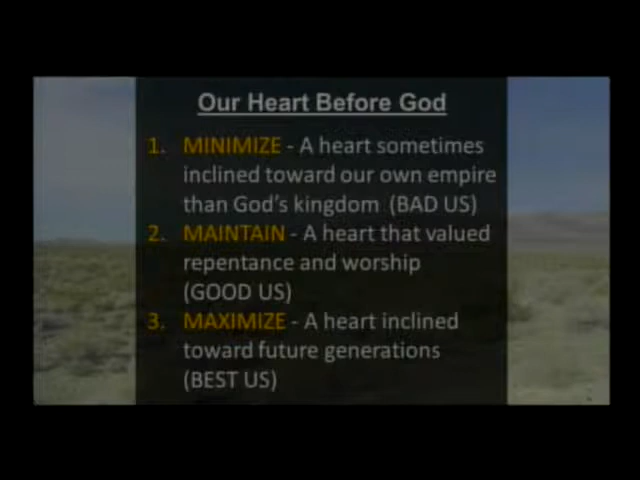 Our Heart Before God
1. MINIMIZE - A heart sometimes
inclined toward our own empire
than God's kingdom (BAD US)
2. MAINTAIN - A heart that valued
repentance and worship
(GOOD US)
3. MAXIMIZE - A heart inclined
toward future generations
(BEST US)